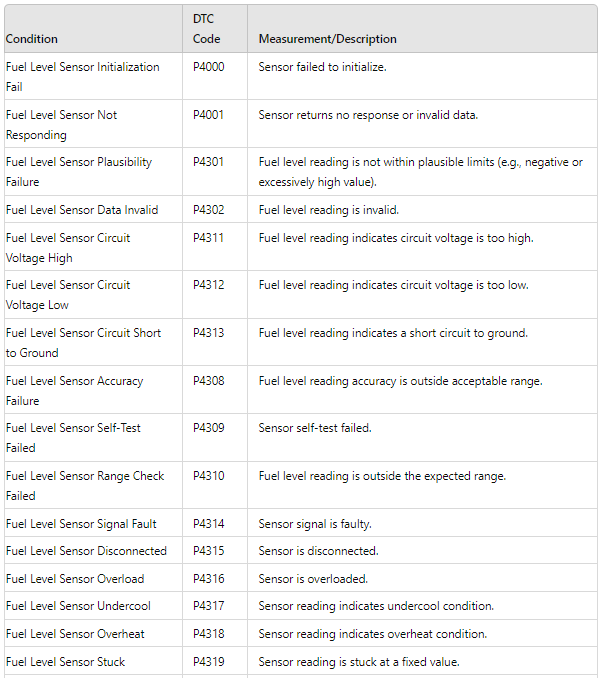 DTC
Condition Code Measurement/Description
Fuel Level Sensor Initialization P4000 Sensor failed to initialize.
Fail
Fuel Level Sensor Not P4001 Sensor returns no response or invalid data.
Responding
Fuel Level Sensor Plausibility P4301 Fuel level reading is not within plausible limits (e.g., negative or
Failure excessively high value).
Fuel Level Sensor Data Invalid P4302 Fuel level reading is invalid.
Fuel Level Sensor Circuit P4311 Fuel level reading indicates circuit voltage is too high.
Voltage High
Fuel Level Sensor Circuit P4312 Fuel level reading indicates circuit voltage is too low.
Voltage Low
Fuel Level Sensor Circuit Short P4313 Fuel level reading indicates a short circuit to ground.
to Ground
Fuel Level Sensor Accuracy P4308 Fuel level reading accuracy is outside acceptable range.
Failure
Fuel Level Sensor Self-Test P4309 Sensor self-test failed.
Failed
Fuel Level Sensor Range Check P4310 Fuel level reading is outside the expected range.
Failed
Fuel Level Sensor Signal Fault P4314 Sensor signal is faulty.
Fuel Level Sensor Disconnected P4315 Sensor is disconnected.
Fuel Level Sensor Overload P4316 Sensor is overloaded.
Fuel Level Sensor Undercool P4317 Sensor reading indicates undercool condition.
Fuel Level Sensor Overheat P4318 Sensor reading indicates overheat condition.
Fuel Level Sensor Stuck P4319 Sensor reading is stuck at a fixed value.